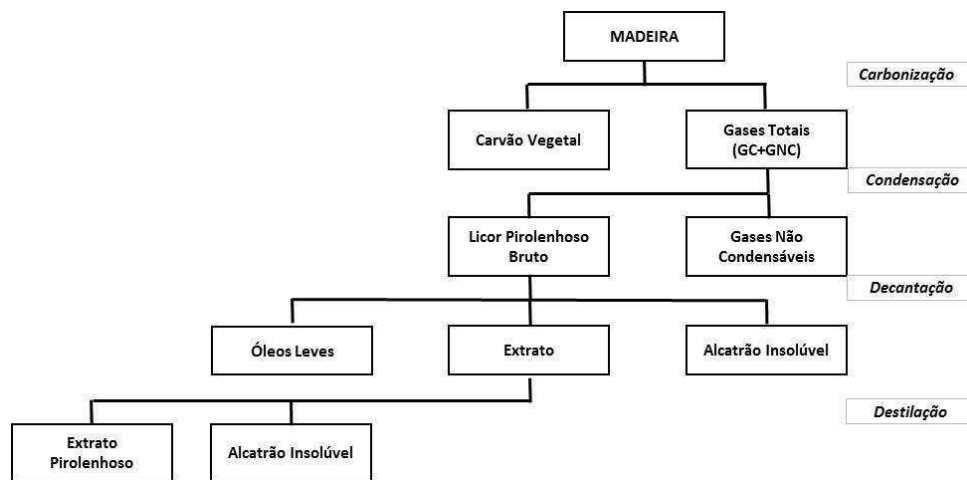 MADEIRA
Carbonização
Carvão Vegetal
Gases Totais
(GC+GNC)
Condensação
Licor Pirolenhoso
Bruto
Gases Não
Condensáveis
Decantação
Óleos Leves
Extrato
Alcatrão Insolúvel
Destilação
Extrato
Pirolenhoso
Alcatrão Insolúvel